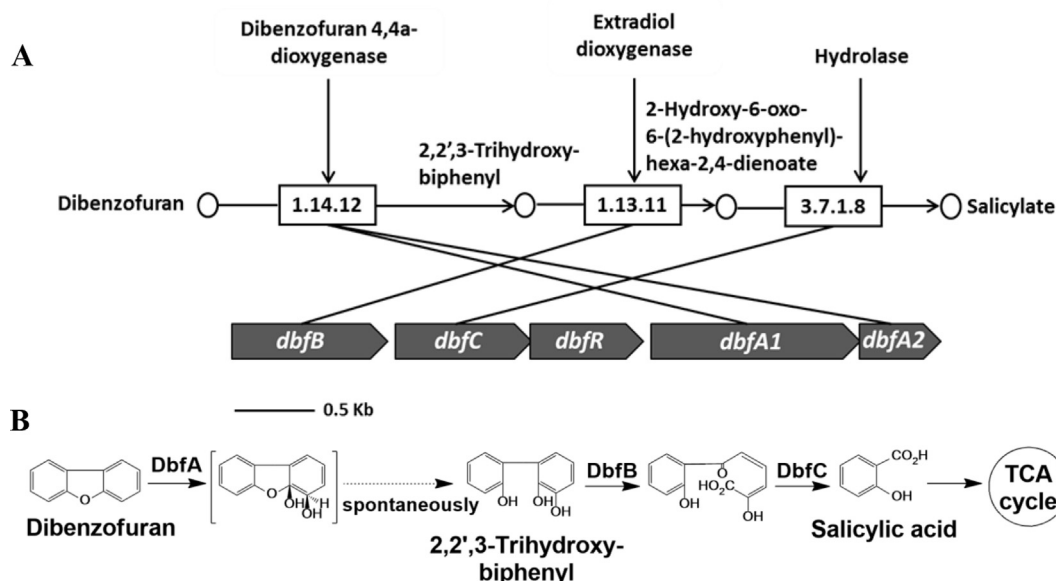 A
Dibenzofuran 4,4a-
dioxygenase
Extradiol
dioxygenase
Hydrolase
2,2',3-Trihydroxy-
biphenyl
2-Hydroxy-6-oxo-
6-(2-hydroxyphenyl)-
hexa-2,4-dienoate
Dibenzofuran
1.14.12
1.13.11
3.7.1.8
Salicylate
dbfB
dbfC
dbfR
dbfA1
dbfA2
0.5 Kb
B
O
DbfA
Dibenzofuran
O
OH
H
OH
spontaneously
OH
OH
OH
2,2',3-Trihydroxy-
biphenyl
DbfB
O
HO₂C
OH
OH
DbfC
CO₂H
OH
Salicylic acid
TCA
cycle